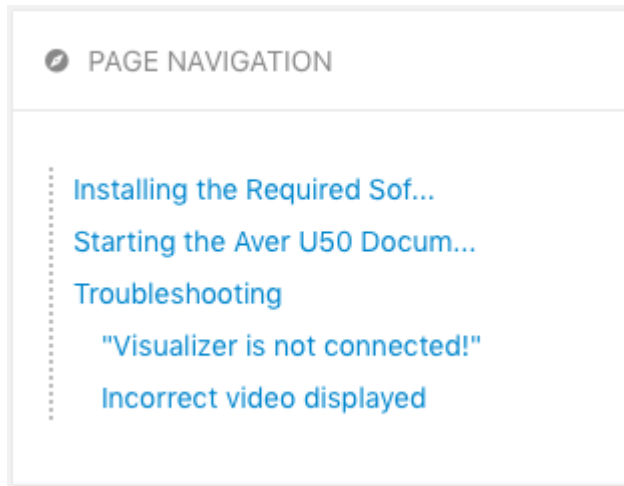 PAGE NAVIGATION
Installing the Required Sof...
Starting the Aver U50 Docum...
Troubleshooting
"Visualizer is not connected!"
Incorrect video displayed